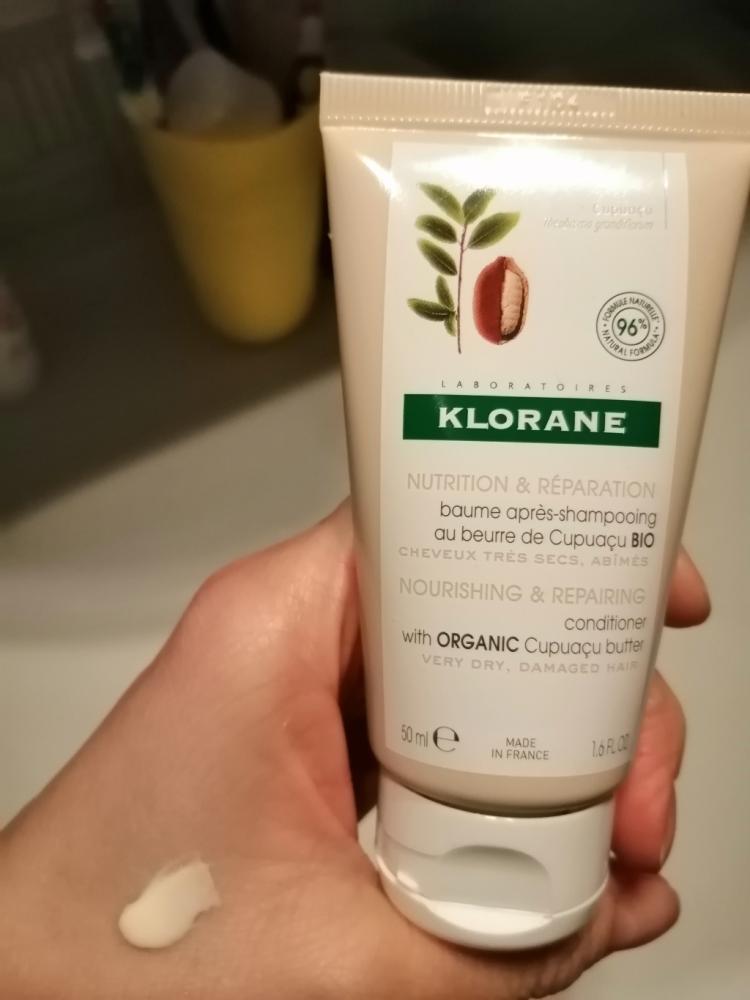 Cupuaçu
FORMULE NATURELLE
96%
NATURAL FORMULA
LABORATOIRES
KLORANE
NUTRITION & RÉPARATION
baume après-shampooing
au beurre de Cupuaçu BIO
CHEVEUX TRÈS SECS, ABÎMÉS
NOURISHING & REPAIRING
conditioner
with ORGANIC Cupuaçu butter
VERY DRY, DAMAGED HAIR
50 ml e
MADE
IN FRANCE
1.6 FL.OZ